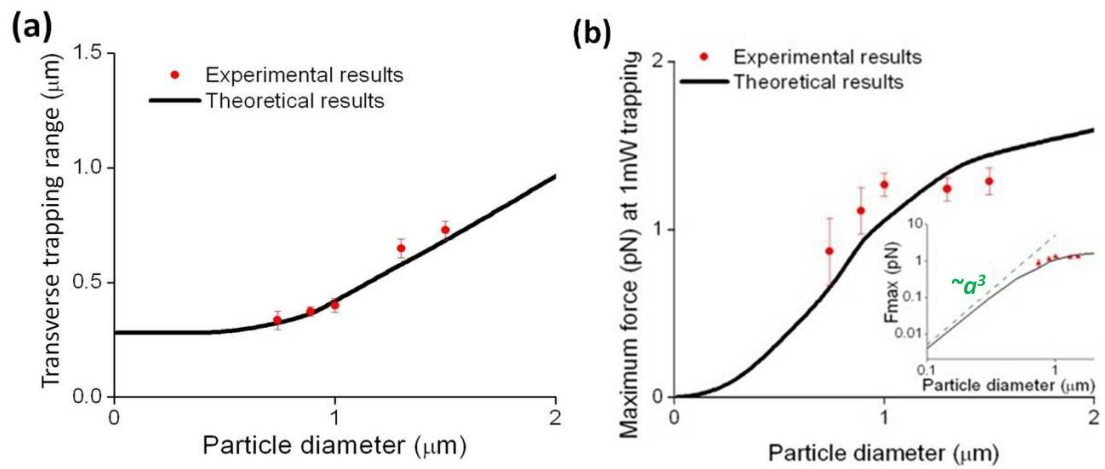 (a)
1.5
1.0
0.5
0.0
Transverse trapping range (μm)
Experimental results
Theoretical results
0
1
2
Particle diameter (μm)
(b)
2
1
0
Maximum force (pN) at 1mW trapping
Experimental results
Theoretical results
0
1
2
Particle diameter (μm)
10
1
0.1
0.01
Fmax (pN)
~a³
0.1
1
Particle diameter (μm)